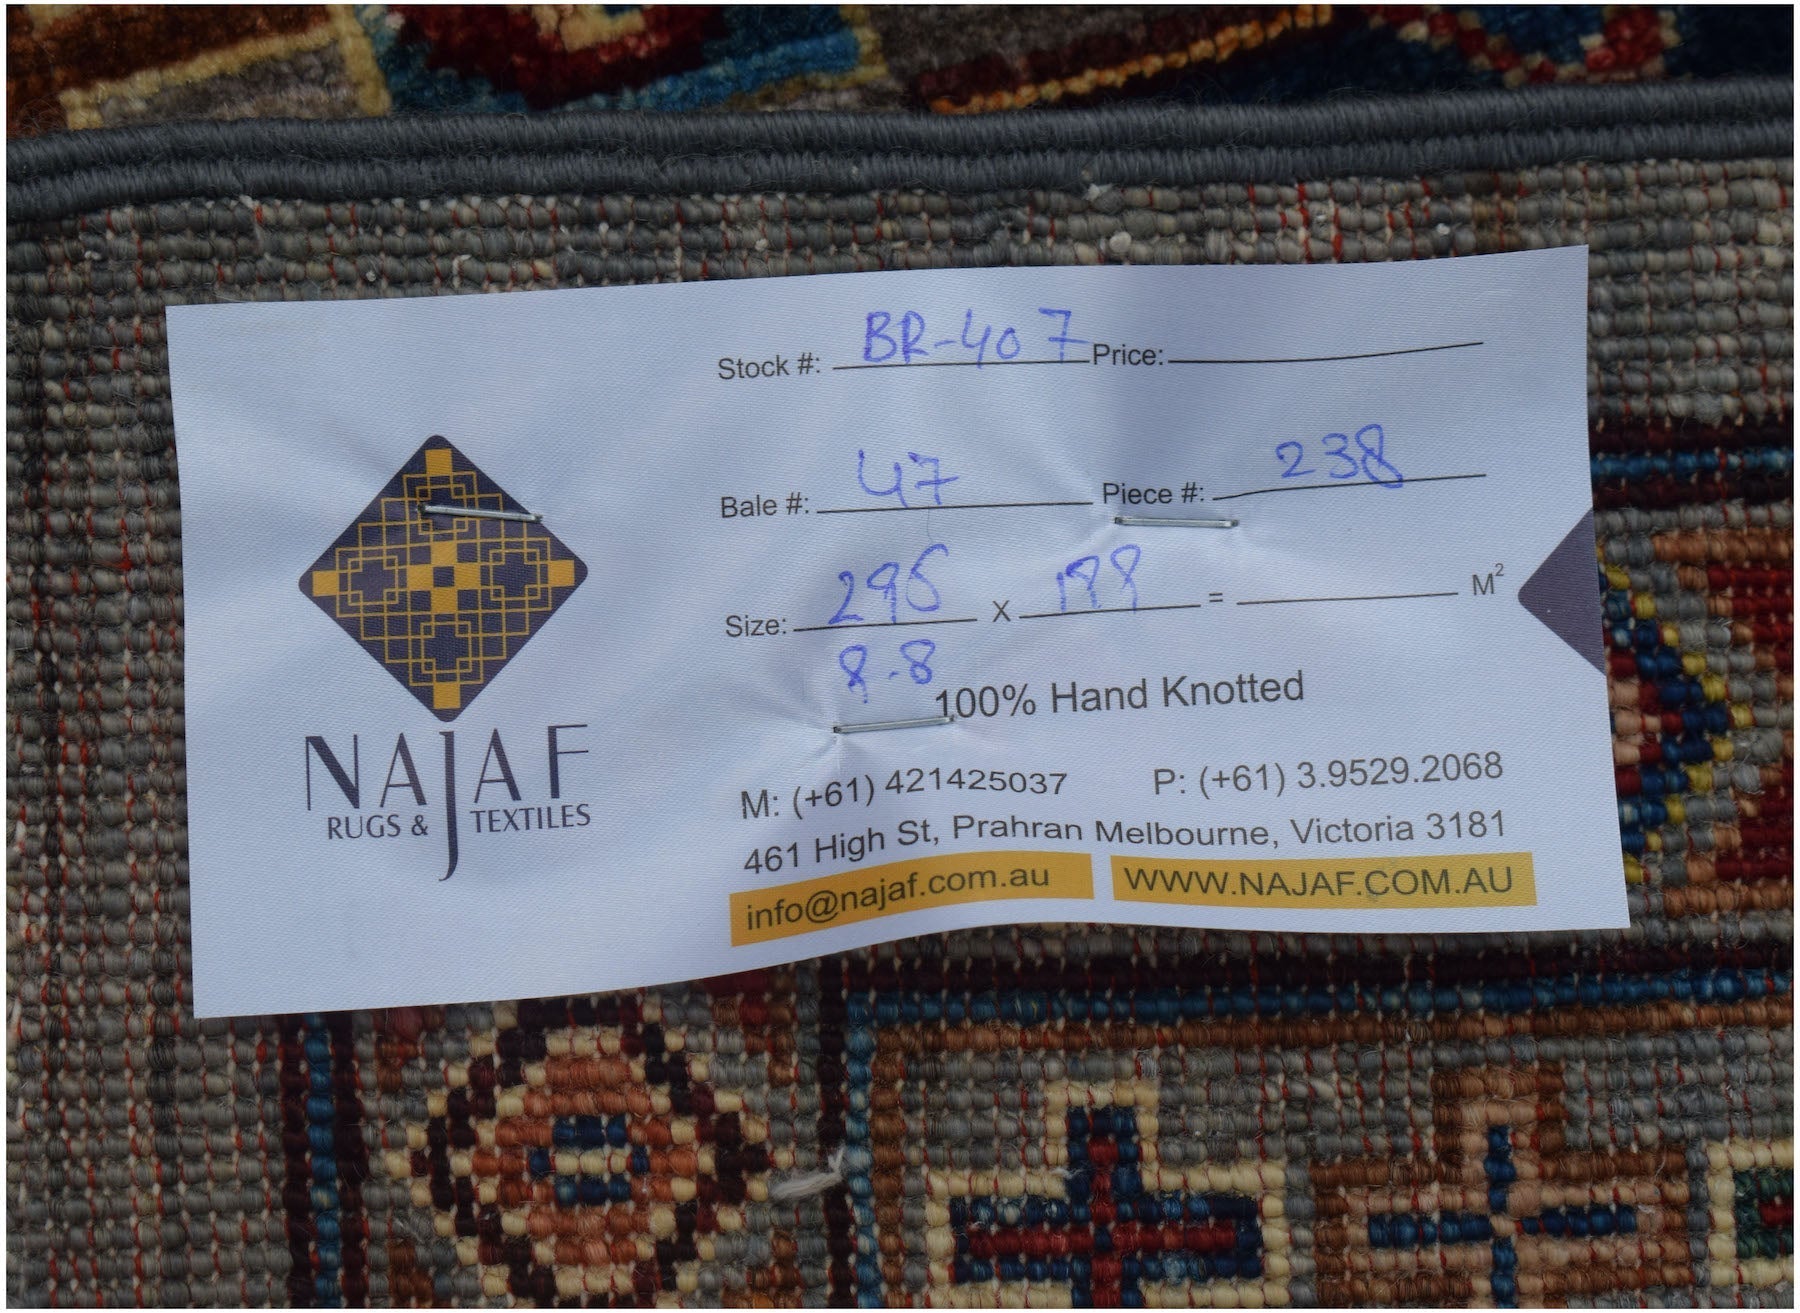 Stock #: BR-407 Price:
Bale #: 47 Piece #: 238
Size: 296 X 199 = M²
8-8
100% Hand Knotted
NAJAF
RUGS & TEXTILES
M: (+61) 421425037 P: (+61) 3.9529.2068
461 High St, Prahran Melbourne, Victoria 3181
info@najaf.com.au WWW.NAJAF.COM.AU